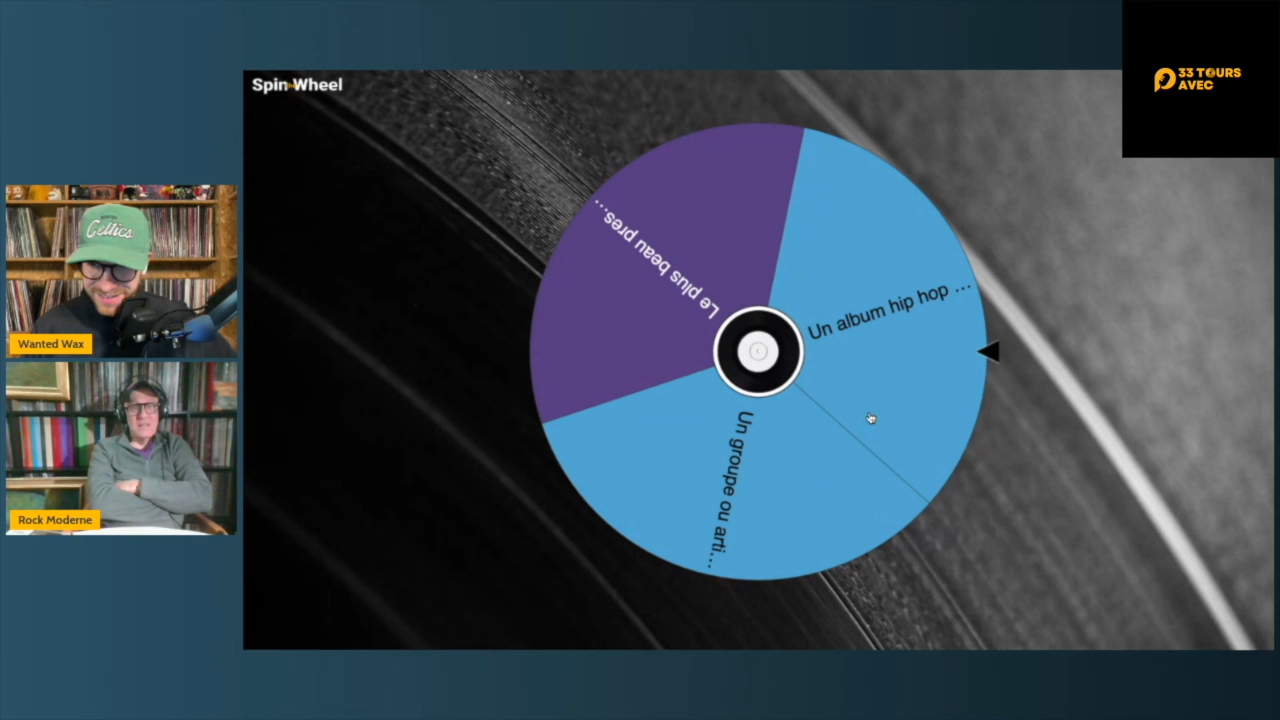 Spin the Wheel
33 TOURS
AVEC
Le plus beau pres...
Un album hip hop ...
Un groupe ou arti...
Celtics
Wanted Wax
Rock Moderne